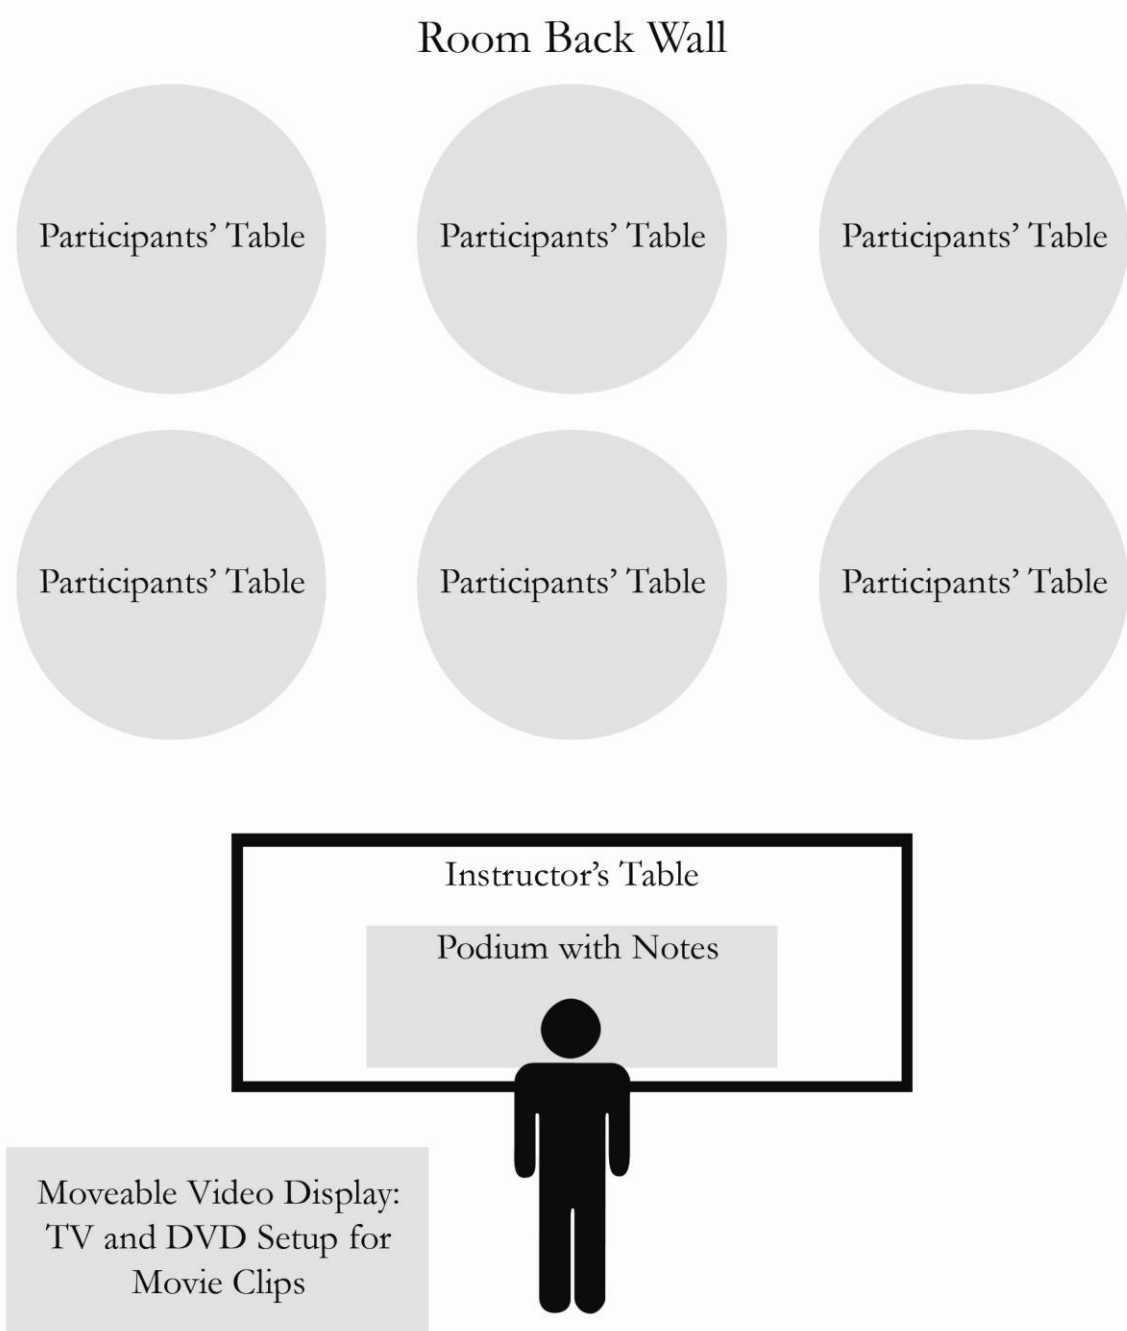 Room Back Wall
Participants’ Table
Participants’ Table
Participants’ Table
Participants’ Table
Participants’ Table
Participants’ Table
Instructor’s Table
Podium with Notes
Moveable Video Display:
TV and DVD Setup for
Movie Clips